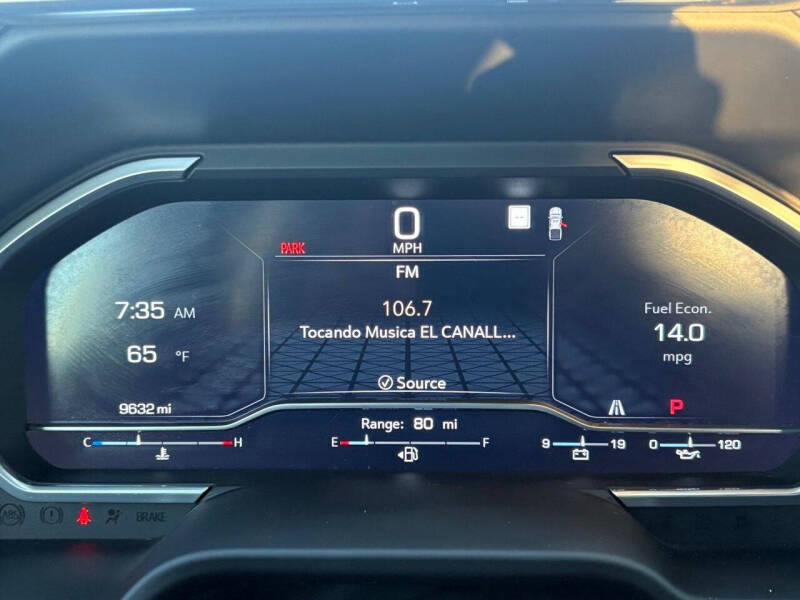 0
MPH
PARK
FM
106.7
Tocando Musica EL CANALL...
Source
7:35 AM
65 °F
9632 mi
Fuel Econ.
14.0
mpg
P
Range: 80 mi
C H
E F
9 19
0 120
ABS
BRAKE